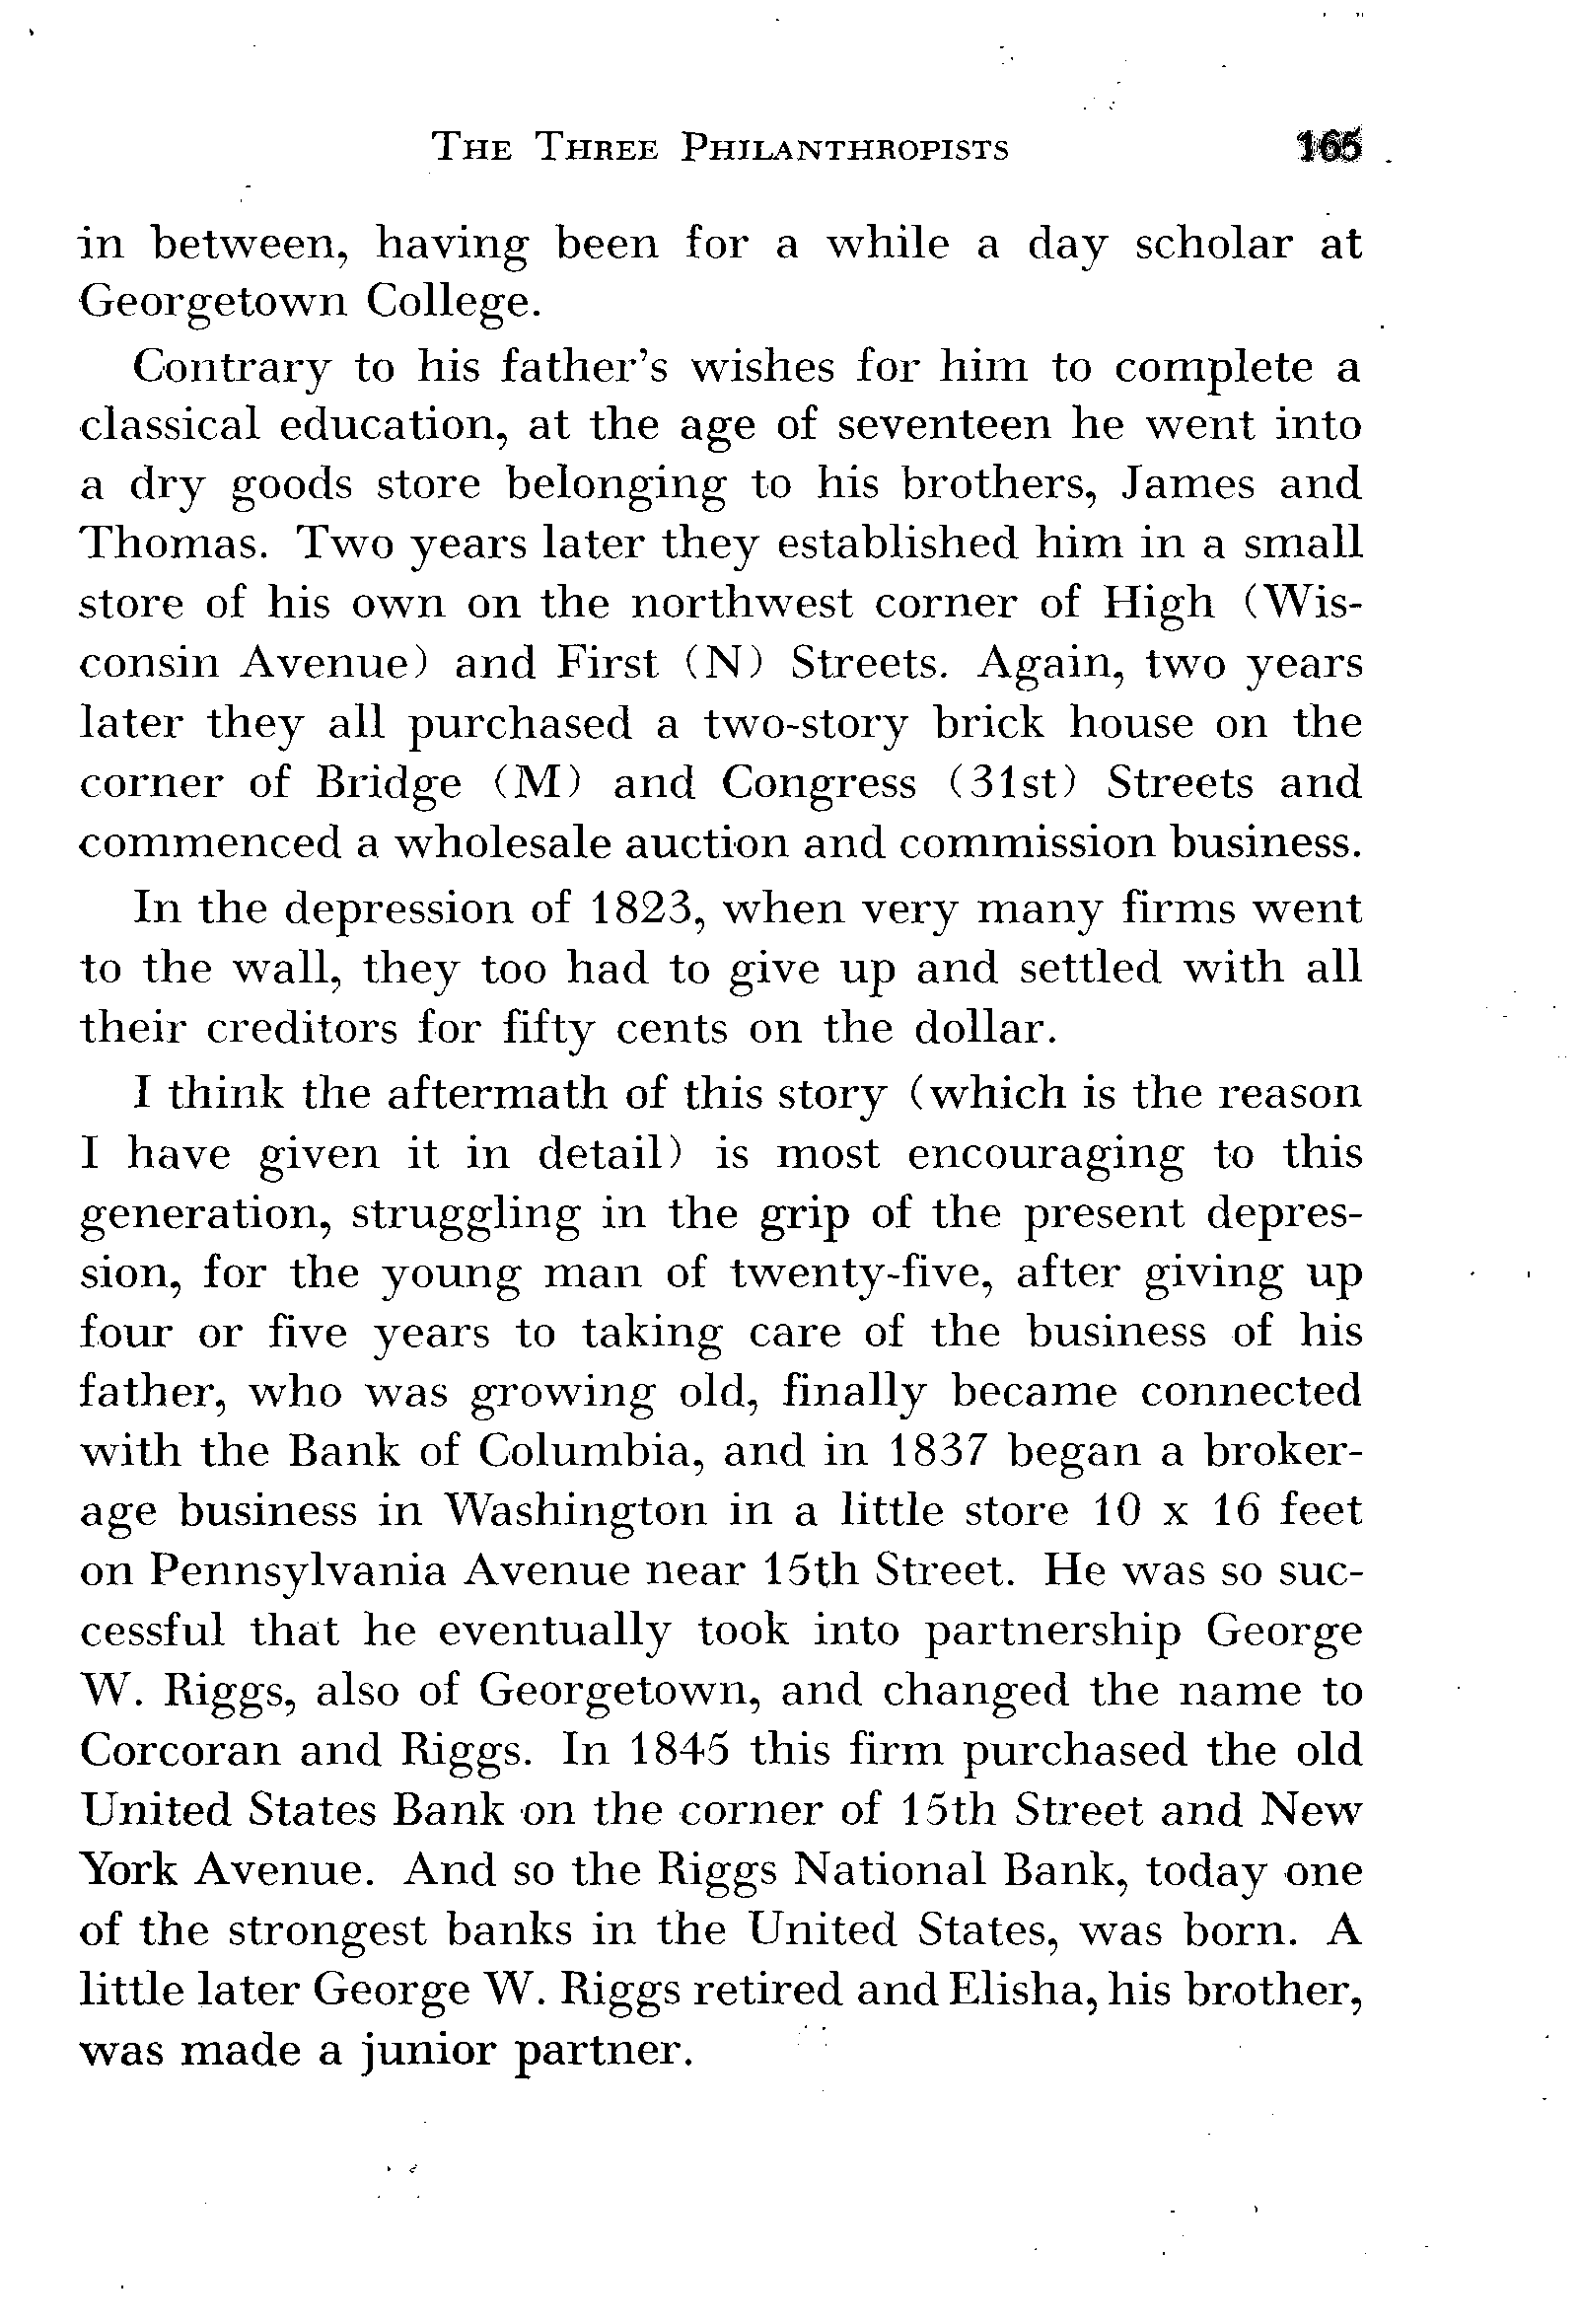 THE THREE PHILANTHROPISTS 165
in between, having been for a while a day scholar at
Georgetown College.
Contrary to his father's wishes for him to complete a
classical education, at the age of seventeen he went into
a dry goods store belonging to his brothers, James and
Thomas. Two years later they established him in a small
store of his own on the northwest corner of High (Wis-
consin Avenue) and First (N) Streets. Again, two years
later they all purchased a two-story brick house on the
corner of Bridge (M) and Congress (31st) Streets and
commenced a wholesale auction and commission business.
In the depression of 1823, when very many firms went
to the wall, they too had to give up and settled with all
their creditors for fifty cents on the dollar.
I think the aftermath of this story (which is the reason
I have given it in detail) is most encouraging to this
generation, struggling in the grip of the present depres-
sion, for the young man of twenty-five, after giving up
four or five years to taking care of the business of his
father, who was growing old, finally became connected
with the Bank of Columbia, and in 1837 began a broker-
age business in Washington in a little store 10 x 16 feet
on Pennsylvania Avenue near 15th Street. He was so suc-
cessful that he eventually took into partnership George
W. Riggs, also of Georgetown, and changed the name to
Corcoran and Riggs. In 1845 this firm purchased the old
United States Bank on the corner of 15th Street and New
York Avenue. And so the Riggs National Bank, today one
of the strongest banks in the United States, was born. A
little later George W. Riggs retired and Elisha, his brother,
was made a junior partner.